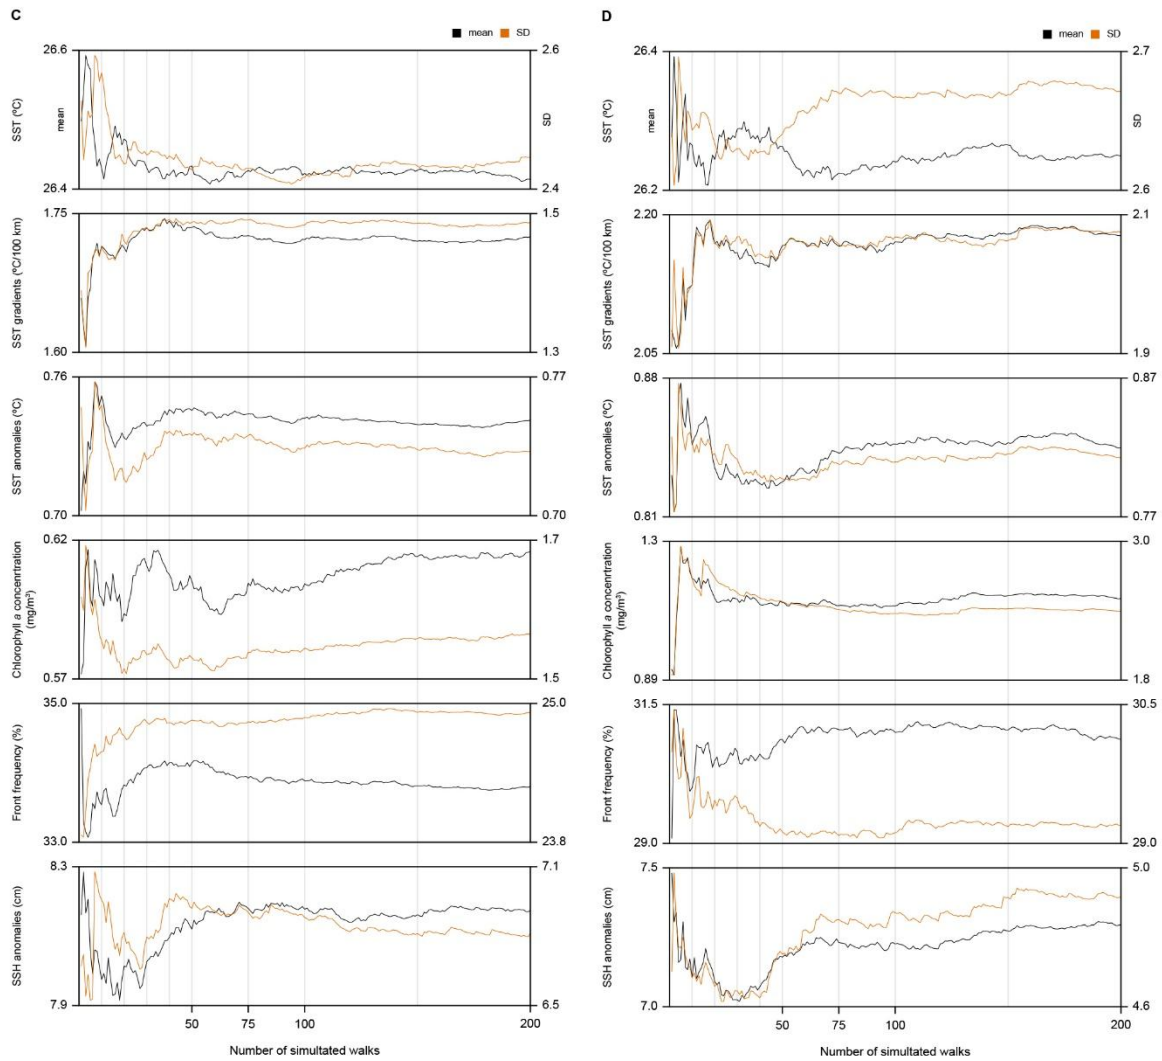 C
mean SD
26.6
2.6
SST (ºC)
mean
SD
26.4
2.4
1.75
1.5
SST gradients (ºC/100 km)
1.60
1.3
0.76
0.77
SST anomalies (ºC)
0.70
0.70
0.62
1.7
Chlorophyll a concentration
(mg/m³)
0.57
1.5
35.0
25.0
Front frequency (%)
33.0
23.8
8.3
7.1
SSH anomalies (cm)
7.9
6.5
50
75
100
200
Number of simultated walks
D
mean SD
26.4
2.7
SST (ºC)
mean
SD
26.2
2.6
2.20
2.1
SST gradients (ºC/100 km)
2.05
1.9
0.88
0.87
SST anomalies (ºC)
0.81
0.77
1.3
3.0
Chlorophyll a concentration
(mg/m³)
0.89
1.8
31.5
30.5
Front frequency (%)
29.0
29.0
7.5
5.0
SSH anomalies (cm)
7.0
4.6
50
75
100
200
Number of simultated walks